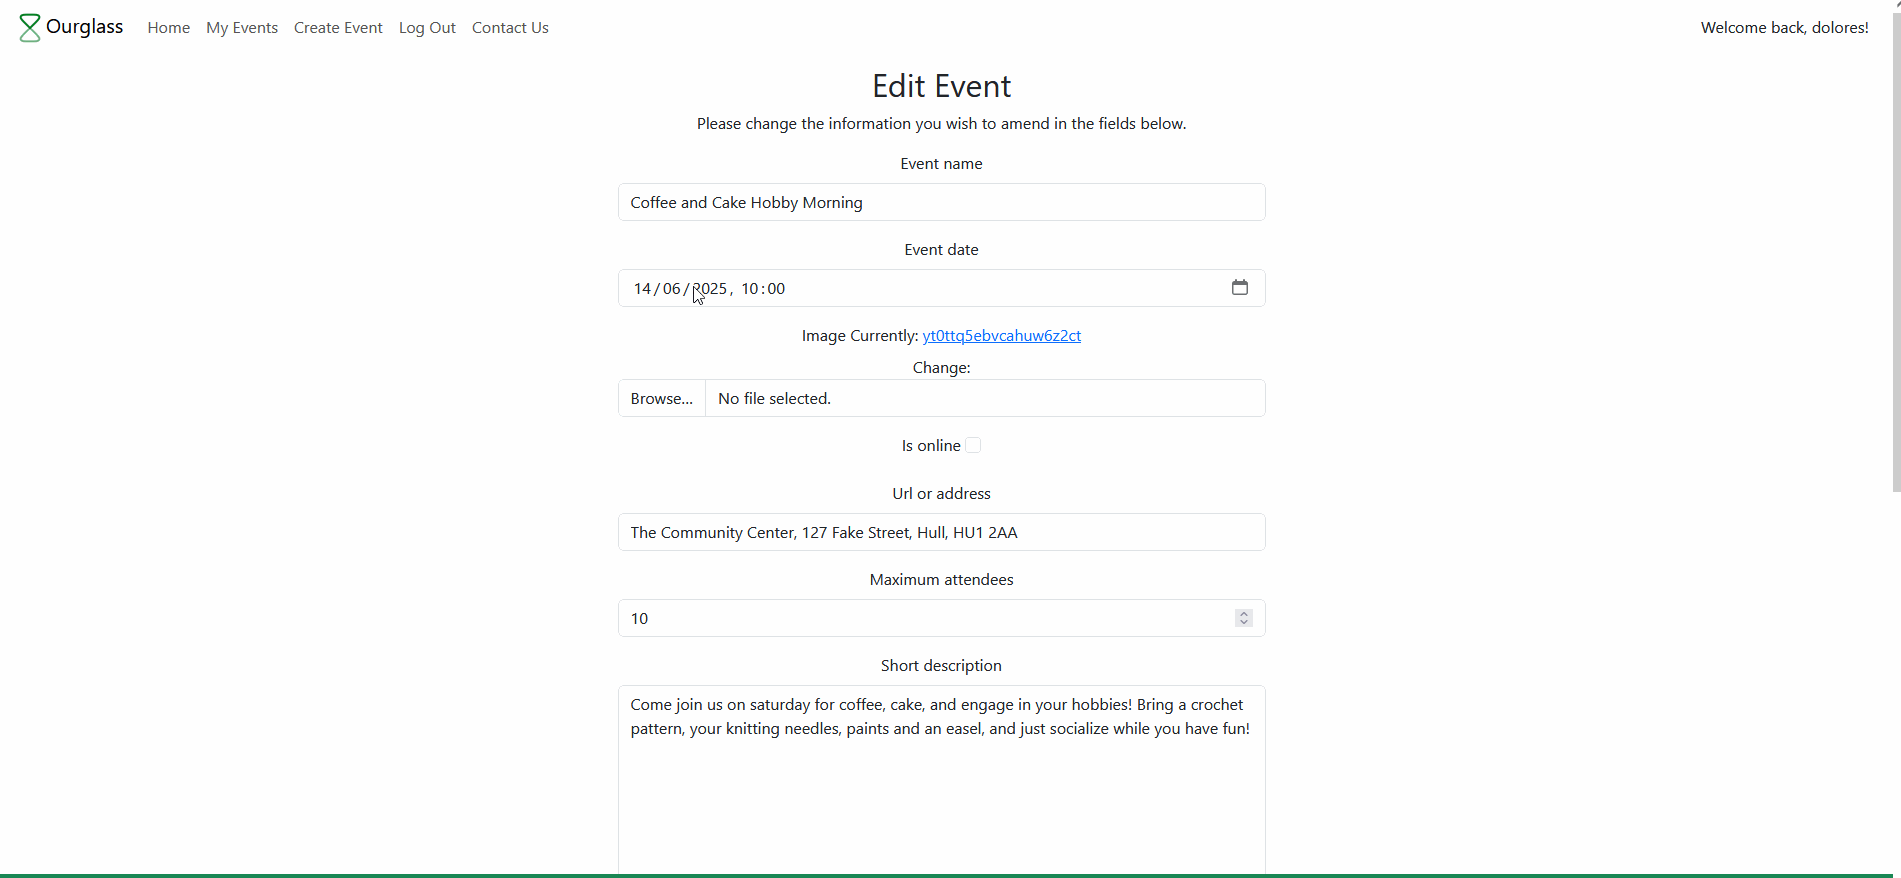 Ourglass Home My Events Create Event Log Out Contact Us Welcome back, dolores!
Edit Event
Please change the information you wish to amend in the fields below.
Event name
Coffee and Cake Hobby Morning
Event date
14/06/2025, 10:00
Image Currently: yt0ttq5ebvcahuw6z2ct
Change:
Browse... No file selected.
Is online
Url or address
The Community Center, 127 Fake Street, Hull, HU1 2AA
Maximum attendees
10
Short description
Come join us on saturday for coffee, cake, and engage in your hobbies! Bring a crochet
pattern, your knitting needles, paints and an easel, and just socialize while you have fun!